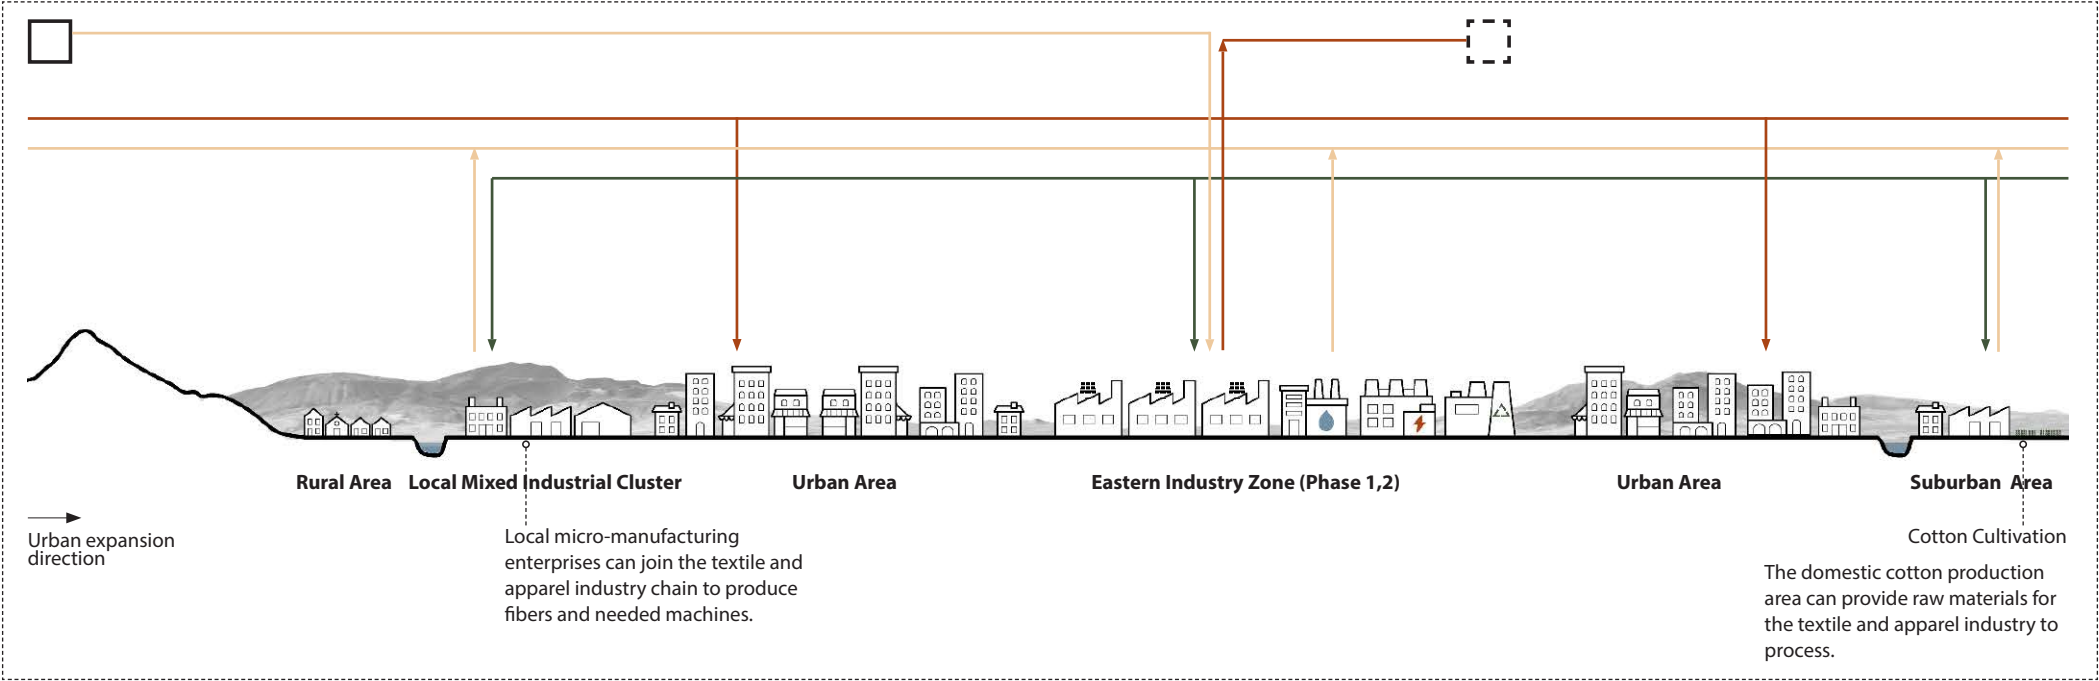 Rural Area
Local Mixed Industrial Cluster
Urban Area
Eastern Industry Zone (Phase 1,2)
Urban Area
Suburban Area
Urban expansion
direction
Local micro-manufacturing
enterprises can join the textile and
apparel industry chain to produce
fibers and needed machines.
Cotton Cultivation
The domestic cotton production
area can provide raw materials for
the textile and apparel industry to
process.